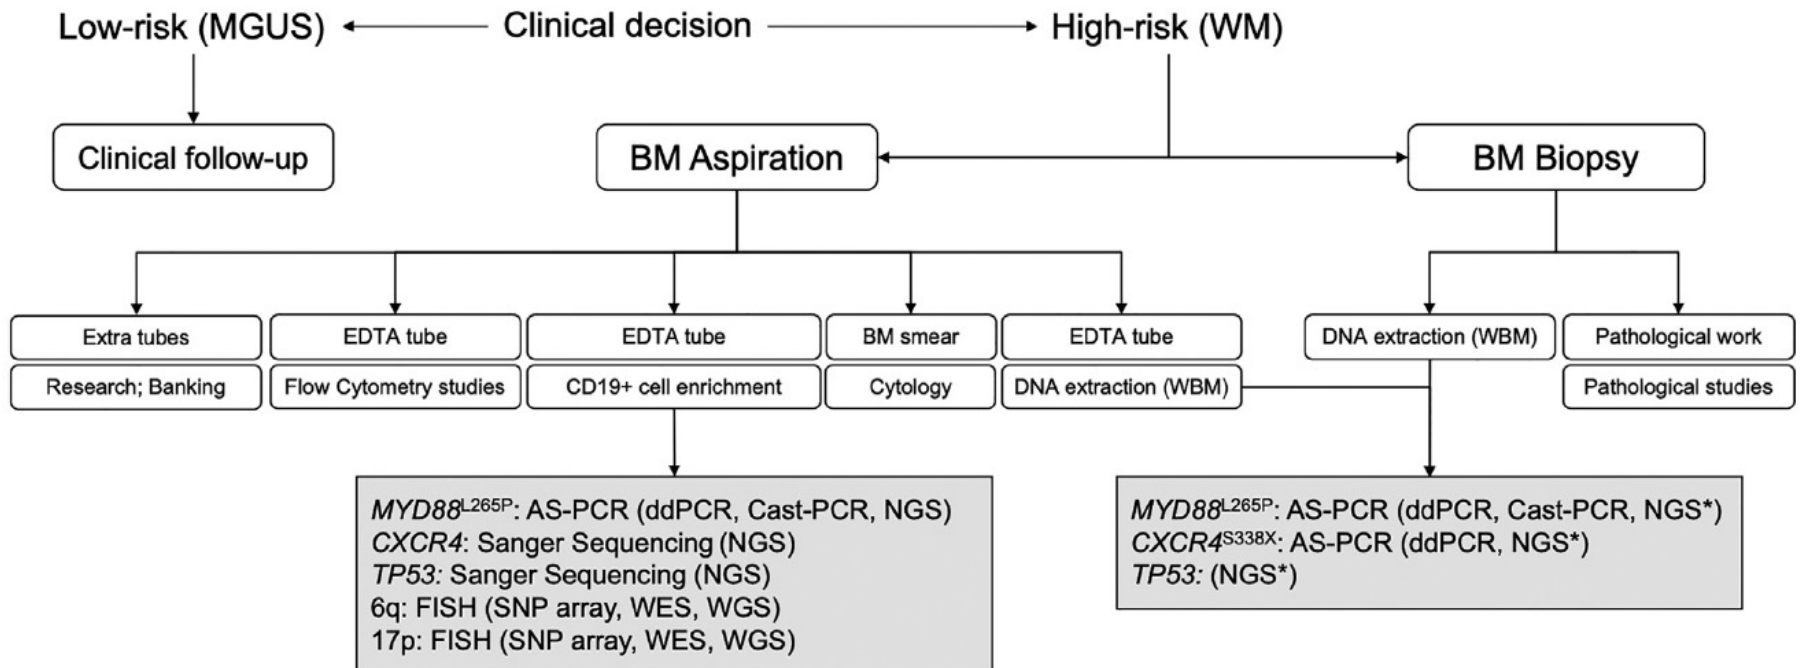 Low-risk (MGUS)
Clinical decision
High-risk (WM)
Clinical follow-up
BM Aspiration
BM Biopsy
Extra tubes
EDTA tube
EDTA tube
BM smear
EDTA tube
DNA extraction (WBM)
Pathological work
Research; Banking
Flow Cytometry studies
CD19+ cell enrichment
Cytology
DNA extraction (WBM)
Pathological studies
MYD88L265P: AS-PCR (ddPCR, Cast-PCR, NGS)
CXCR4: Sanger Sequencing (NGS)
TP53: Sanger Sequencing (NGS)
6q: FISH (SNP array, WES, WGS)
17p: FISH (SNP array, WES, WGS)
MYD88L265P: AS-PCR (ddPCR, Cast-PCR, NGS*)
CXCR4S338X: AS-PCR (ddPCR, NGS*)
TP53: (NGS*)